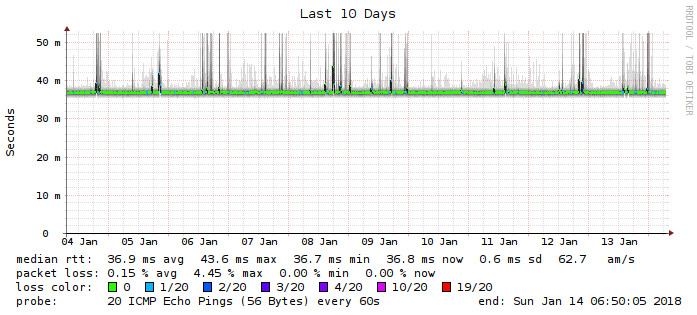 Last 10 Days
RRDTOOL / TOBI OETIKER
Seconds
50 m
40 m
30 m
20 m
10 m
0
04 Jan 05 Jan 06 Jan 07 Jan 08 Jan 09 Jan 10 Jan 11 Jan 12 Jan 13 Jan
median rtt: 36.9 ms avg 43.6 ms max 36.7 ms min 36.8 ms now 0.6 ms sd 62.7 am/s
packet loss: 0.15 % avg 4.45 % max 0.00 % min 0.00 % now
loss color: 0 1/20 2/20 3/20 4/20 10/20 19/20
probe: 20 ICMP Echo Pings (56 Bytes) every 60s end: Sun Jan 14 06:50:05 2018